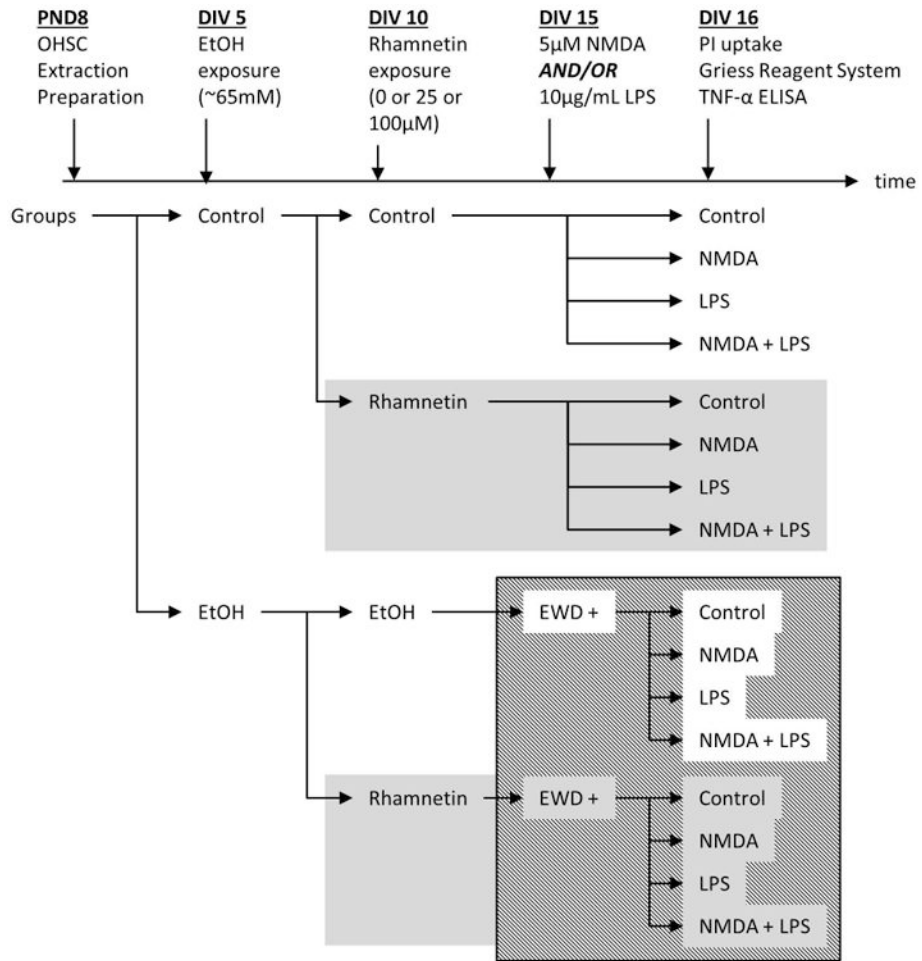 PND8
OHSC
Extraction
Preparation
DIV 5
EtOH
exposure
(~65mM)
DIV 10
Rhamnetin
exposure
(0 or 25 or
100µM)
DIV 15
5µM NMDA
AND/OR
10µg/mL LPS
DIV 16
PI uptake
Griess Reagent System
TNF-α ELISA
time
Groups
Control
Control
Control
NMDA
LPS
NMDA + LPS
Rhamnetin
Control
NMDA
LPS
NMDA + LPS
EtOH
EtOH
EWD +
Control
NMDA
LPS
NMDA + LPS
Rhamnetin
EWD +
Control
NMDA
LPS
NMDA + LPS